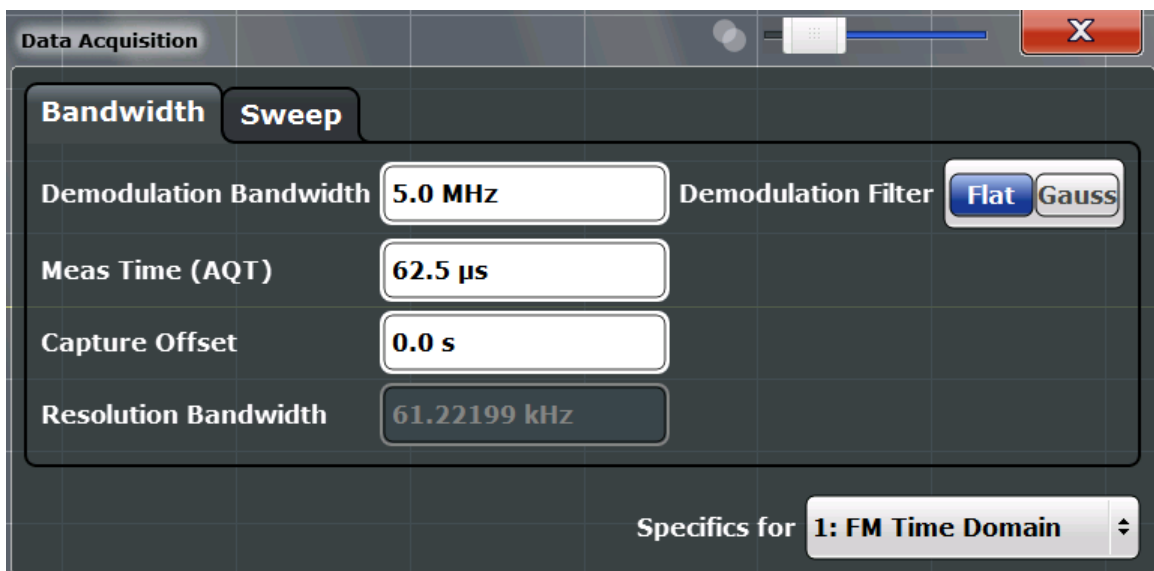 Data Acquisition X
Bandwidth Sweep
Demodulation Bandwidth 5.0 MHz Demodulation Filter Flat Gauss
Meas Time (AQT) 62.5 µs
Capture Offset 0.0 s
Resolution Bandwidth 61.22199 kHz
Specifics for 1: FM Time Domain